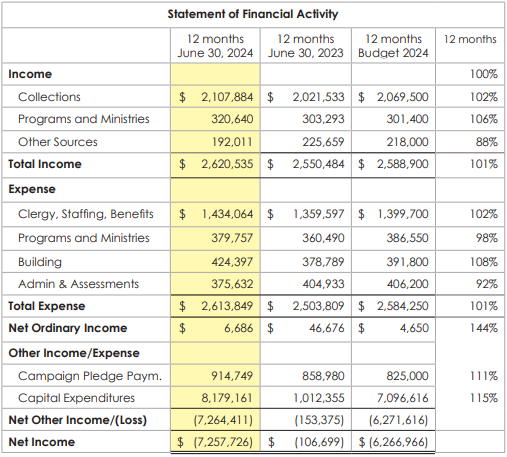 Statement of Financial Activity
12 months June 30, 2024 12 months June 30, 2023 12 months Budget 2024 12 months
Income 100%
Collections $ 2,107,884 $ 2,021,533 $ 2,069,500 102%
Programs and Ministries 320,640 303,293 301,400 106%
Other Sources 192,011 225,659 218,000 88%
Total Income $ 2,620,535 $ 2,550,484 $ 2,588,900 101%
Expense
Clergy, Staffing, Benefits $ 1,434,064 $ 1,359,597 $ 1,399,700 102%
Programs and Ministries 379,757 360,490 386,550 98%
Building 424,397 378,789 391,800 108%
Admin & Assessments 375,632 404,933 406,200 92%
Total Expense $ 2,613,849 $ 2,503,809 $ 2,584,250 101%
Net Ordinary Income $ 6,686 $ 46,676 $ 4,650 144%
Other Income/Expense
Campaign Pledge Paym. 914,749 858,980 825,000 111%
Capital Expenditures 8,179,161 1,012,355 7,096,616 115%
Net Other Income/(Loss) (7,264,411) (153,375) (6,271,616)
Net Income $ (7,257,726) $ (106,699) $ (6,266,966)